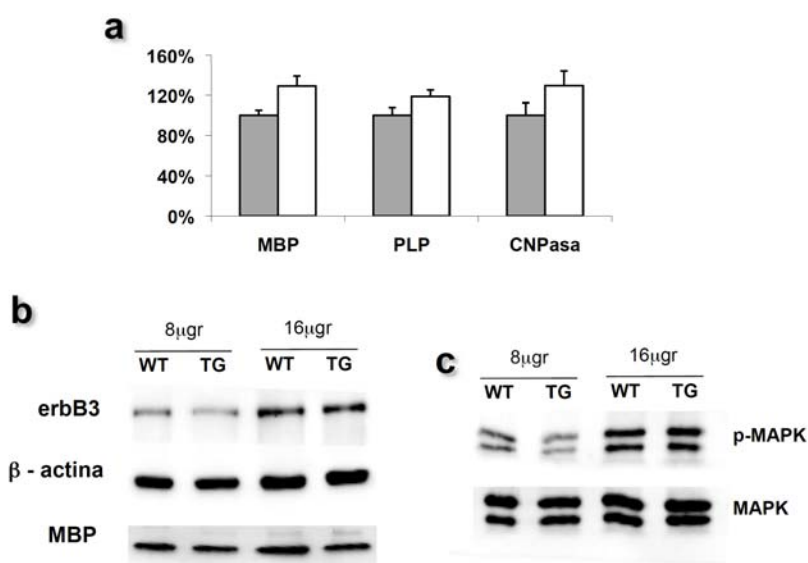 a
160%
120%
80%
40%
0%
MBP PLP CNPasa
b
8μgr 16μgr
WT TG WT TG
erbB3
β - actina
MBP
c
8μgr 16μgr
WT TG WT TG
p-MAPK
MAPK